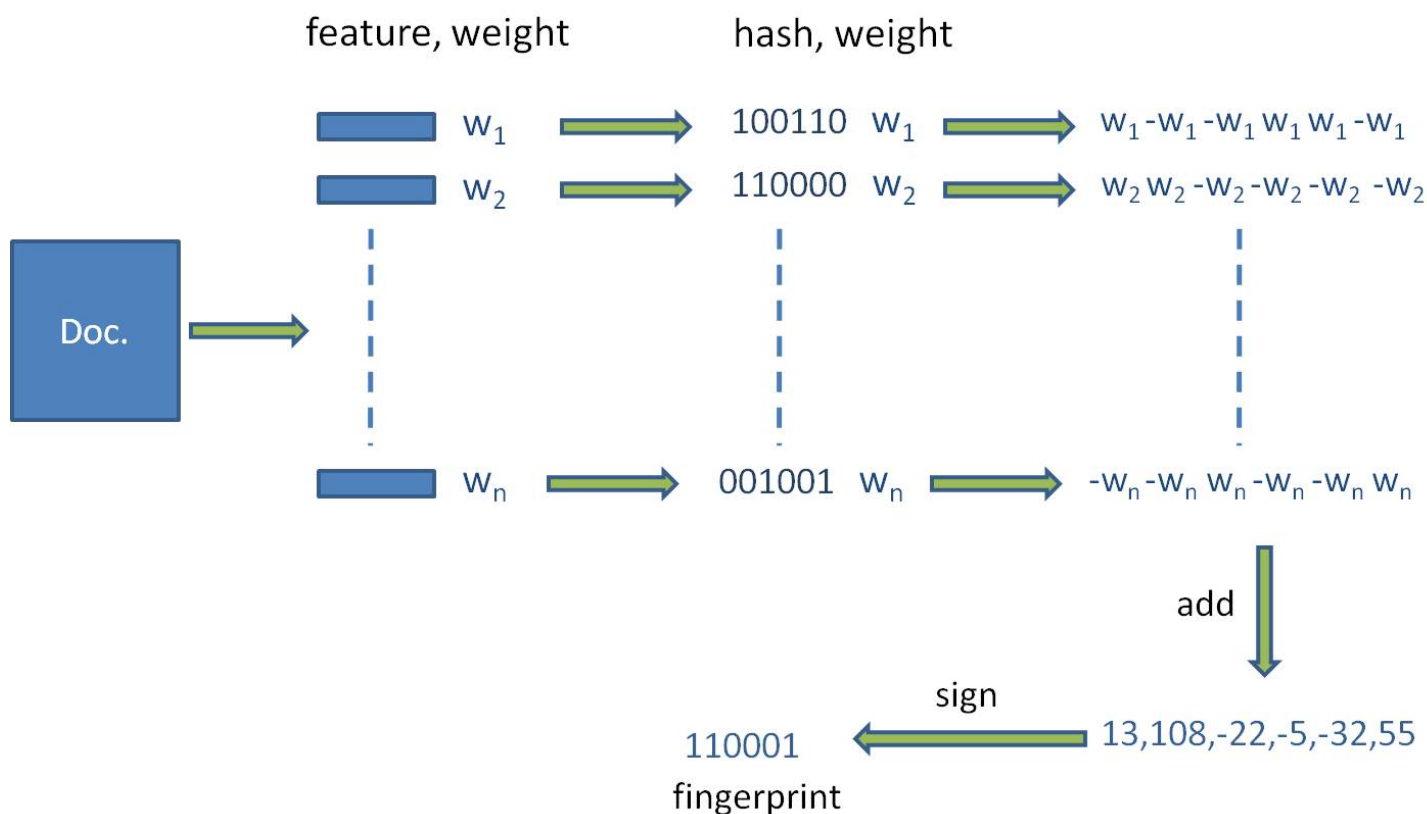 feature, weight hash, weight
w₁ 100110 w₁ w₁ -w₁ -w₁ w₁ w₁ -w₁
w₂ 110000 w₂ w₂ w₂ -w₂ -w₂ -w₂ -w₂
Doc.
wₙ 001001 wₙ -wₙ -wₙ wₙ -wₙ -wₙ wₙ
add
sign
110001 13,108,-22,-5,-32,55
fingerprint